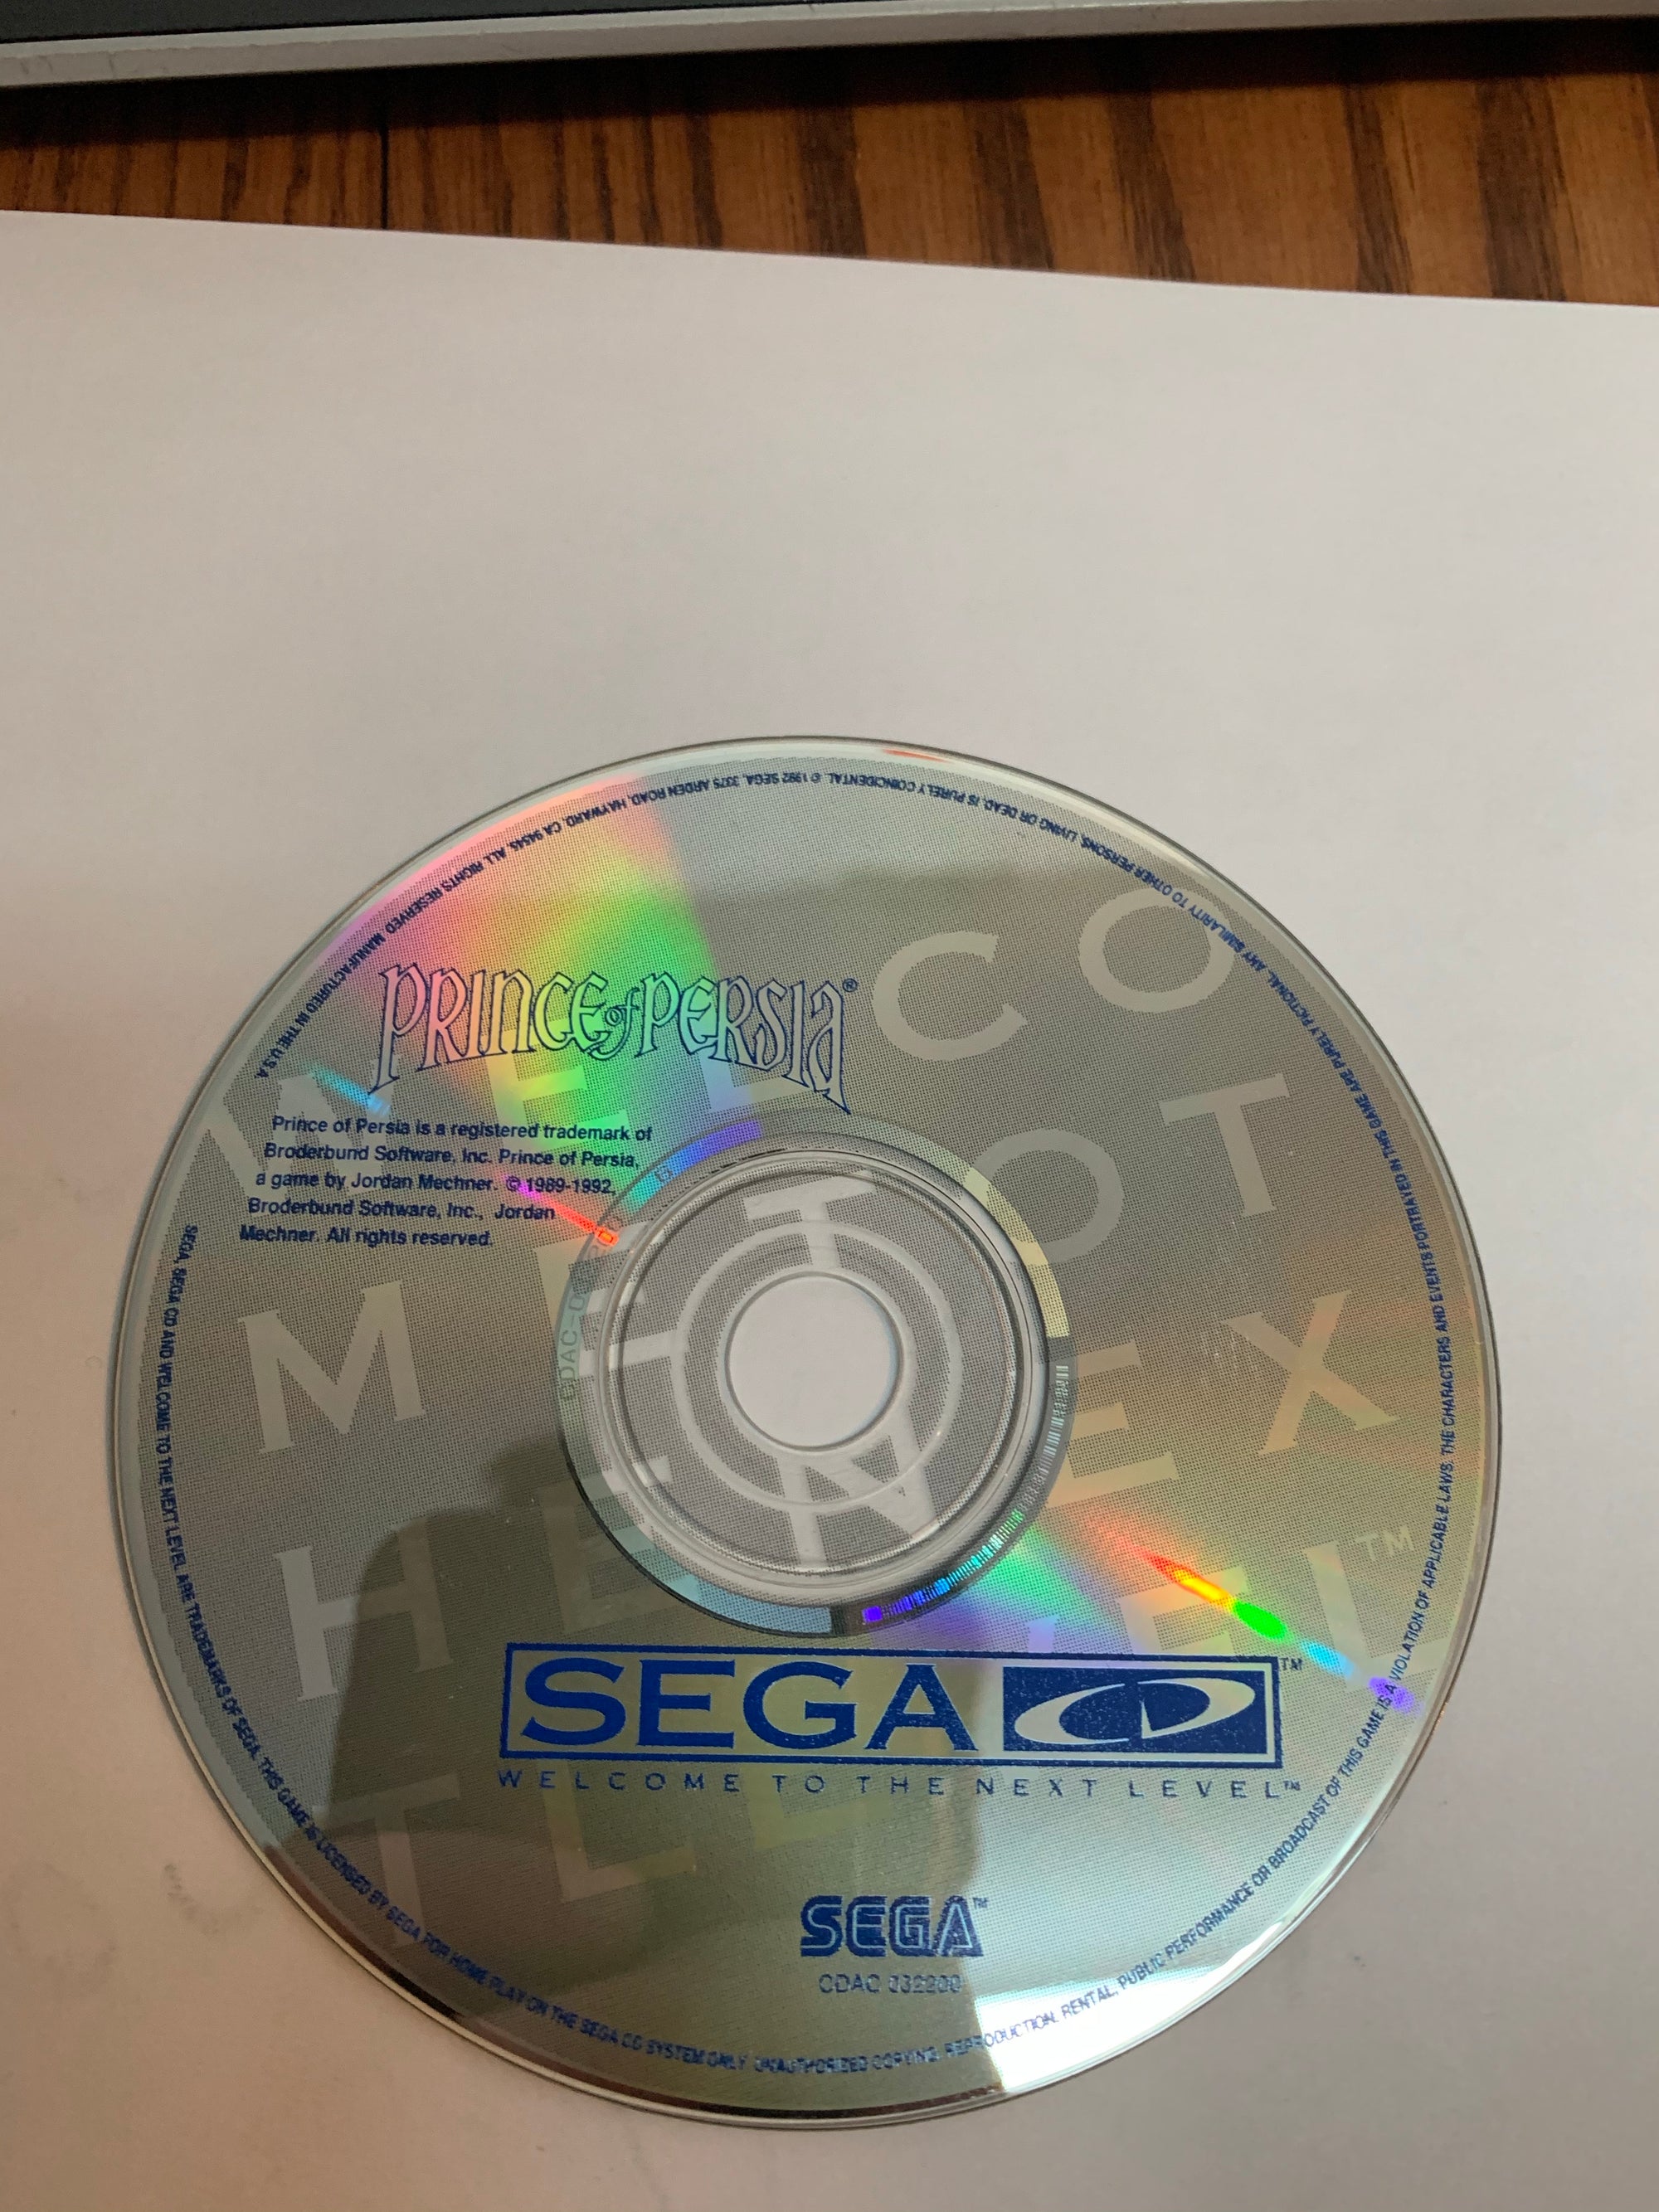 PRINCE of PERSIA®
Prince of Persia is a registered trademark of
Broderbund Software, Inc. Prince of Persia,
a game by Jordan Mechner. © 1989-1992,
Broderbund Software, Inc., Jordan
Mechner. All rights reserved.
WELCO
ME TO T
HE NEX
T LEVEL™
SEGA CD™
WELCOME TO THE NEXT LEVEL™
SEGA™
CDAC 032200
SEGA, SEGA CD AND WELCOME TO THE NEXT LEVEL ARE TRADEMARKS OF SEGA. THIS GAME IS LICENSED BY SEGA FOR HOME PLAY ON THE SEGA CD SYSTEM ONLY. UNAUTHORIZED COPYING, REPRODUCTION, RENTAL, PUBLIC PERFORMANCE OR BROADCAST OF THIS GAME IS A VIOLATION OF APPLICABLE LAWS. THE CHARACTERS AND EVENTS PORTRAYED IN THIS GAME ARE PURELY FICTIONAL. ANY SIMILARITY TO OTHER PERSONS, LIVING OR DEAD, IS PURELY COINCIDENTAL. © 1992 SEGA, 3375 ARDEN ROAD, HAYWARD, CA 94545. ALL RIGHTS RESERVED. MANUFACTURED IN THE U.S.A.